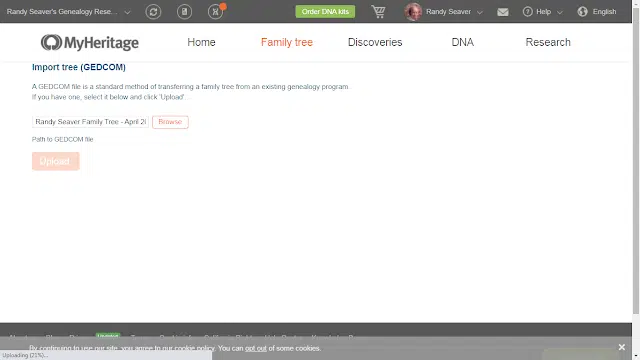 Randy Seaver's Genealogy Rese...
Order DNA kits
Randy Seaver
Help
English
MyHeritage
Home
Family tree
Discoveries
DNA
Research
Import tree (GEDCOM)
A GEDCOM file is a standard method of transferring a family tree from an existing genealogy program.
If you have one, select it below and click 'Upload'...
Randy Seaver Family Tree - April 2
Browse
Path to GEDCOM file
Upload
By continuing to use our site, you agree to our cookie policy. You can opt out of some cookies.
Uploading (21%)...